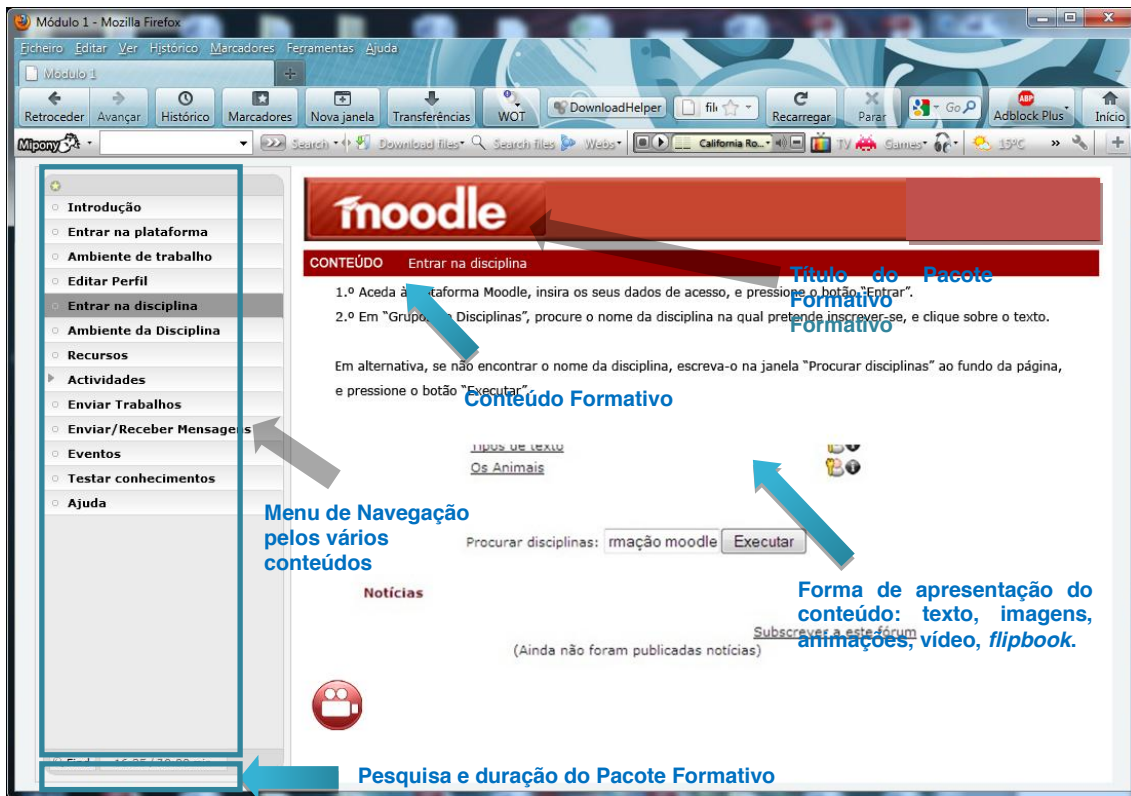 Módulo 1 - Mozilla Firefox
Ficheiro Editar Ver Histórico Marcadores Ferramentas Ajuda
Módulo 1
Retroceder Avançar Histórico Marcadores Nova janela Transferências WOT DownloadHelper Recarregar Parar Go Adblock Plus Início
Mipony Search Download files Search files Webs California Ro... TV Games 15ºC
Introdução
Entrar na plataforma
Ambiente de trabalho
Editar Perfil
Entrar na disciplina
Ambiente da Disciplina
Recursos
Actividades
Enviar Trabalhos
Enviar/Receber Mensagens
Eventos
Testar conhecimentos
Ajuda
moodle
CONTEÚDO Entrar na disciplina
Título do Pacote
Formativo
Formativo
1.º Aceda à plataforma Moodle, insira os seus dados de acesso, e pressione o botão "Entrar".
2.º Em "Grupo Disciplinas", procure o nome da disciplina na qual pretende inscrever-se, e clique sobre o texto.
Em alternativa, se não encontrar o nome da disciplina, escreva-o na janela "Procurar disciplinas" ao fundo da página,
e pressione o botão "Executar"
Conteúdo Formativo
Tipos de texto
Os Animais
Menu de Navegação
pelos vários
conteúdos
Procurar disciplinas: rmação moodle Executar
Notícias
Forma de apresentação do
conteúdo: texto, imagens,
animações, vídeo, flipbook.
Subscrever a este fórum
(Ainda não foram publicadas notícias)
Pesquisa e duração do Pacote Formativo